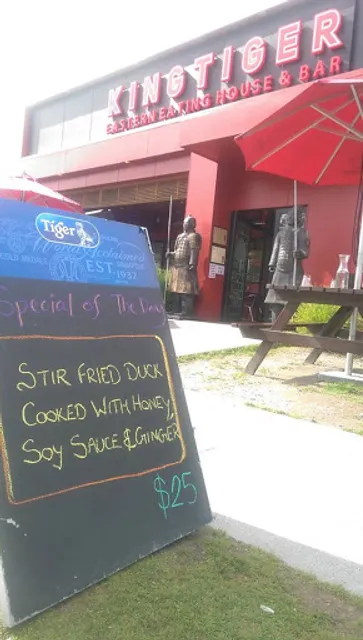 KINGTIGER
EASTERN EATING HOUSE & BAR
Tiger
Acclaimed
EST. 1932
Special of The Day
STIR FRIED DUCK
COOKED WITH HONEY,
SOY SAUCE & GINGER
$25